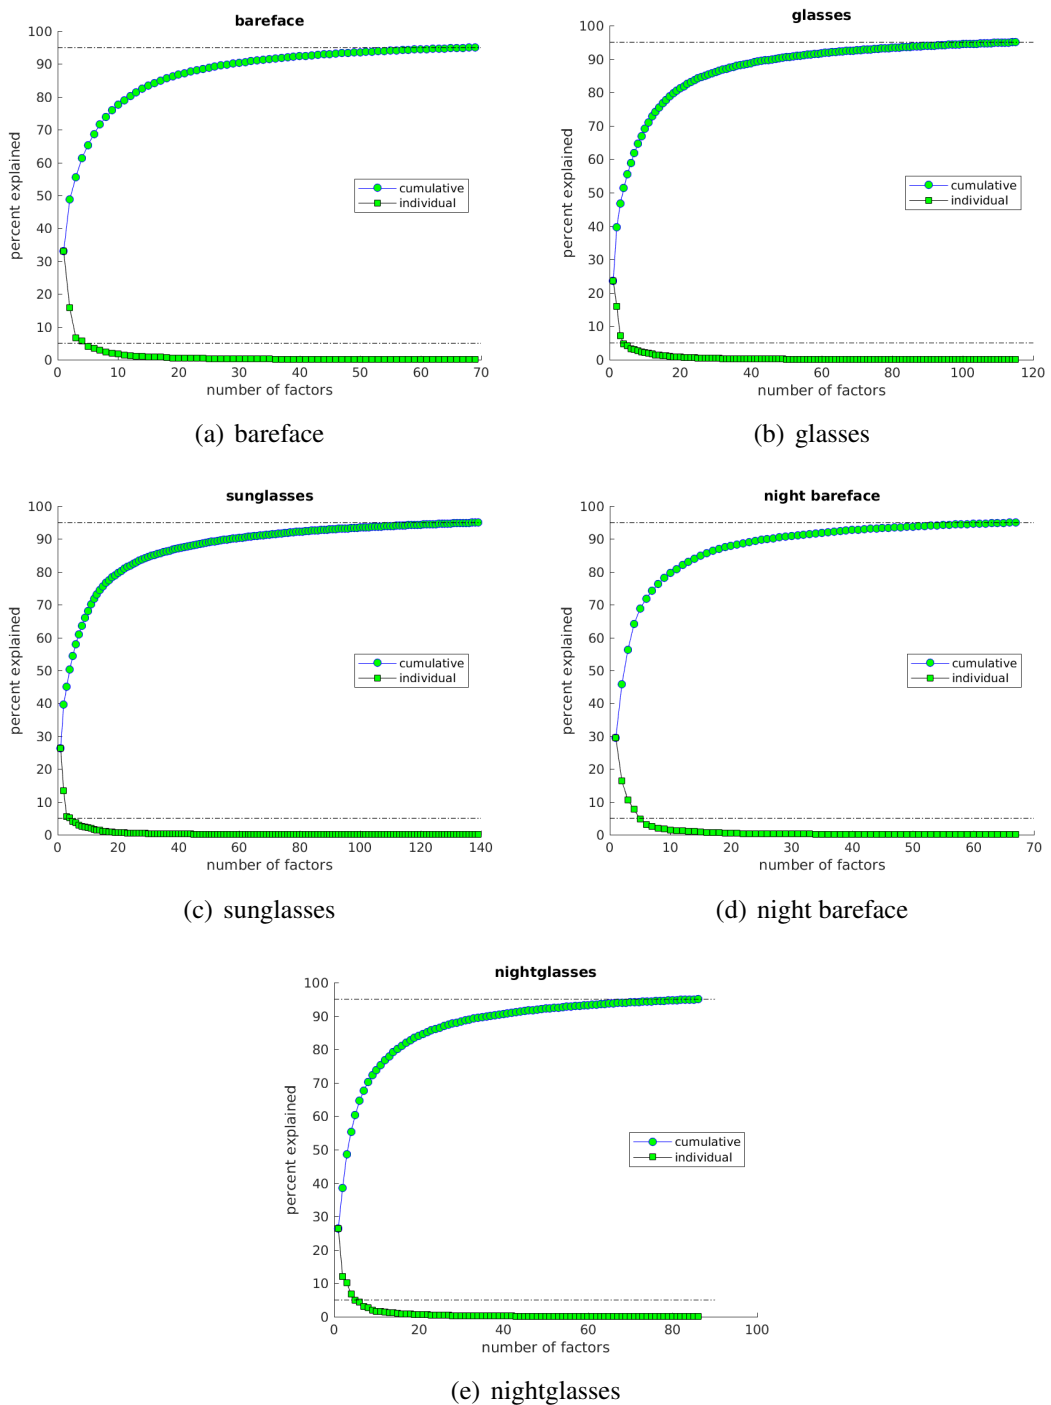 bareface
100
90
80
70
60
50
40
30
20
10
0
percent explained
cumulative
individual
0 10 20 30 40 50 60 70
number of factors
(a) bareface
glasses
100
90
80
70
60
50
40
30
20
10
0
percent explained
cumulative
individual
0 20 40 60 80 100 120
number of factors
(b) glasses
sunglasses
100
90
80
70
60
50
40
30
20
10
0
percent explained
cumulative
individual
0 20 40 60 80 100 120 140
number of factors
(c) sunglasses
night bareface
100
90
80
70
60
50
40
30
20
10
0
percent explained
cumulative
individual
0 10 20 30 40 50 60 70
number of factors
(d) night bareface
nightglasses
100
90
80
70
60
50
40
30
20
10
0
percent explained
cumulative
individual
0 20 40 60 80 100
number of factors
(e) nightglasses